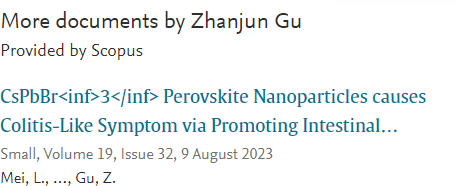 More documents by Zhanjun Gu
Provided by Scopus
CsPbBr<inf>3</inf> Perovskite Nanoparticles causes
Colitis-Like Symptom via Promoting Intestinal...
Small, Volume 19, Issue 32, 9 August 2023
Mei, L., ..., Gu, Z.